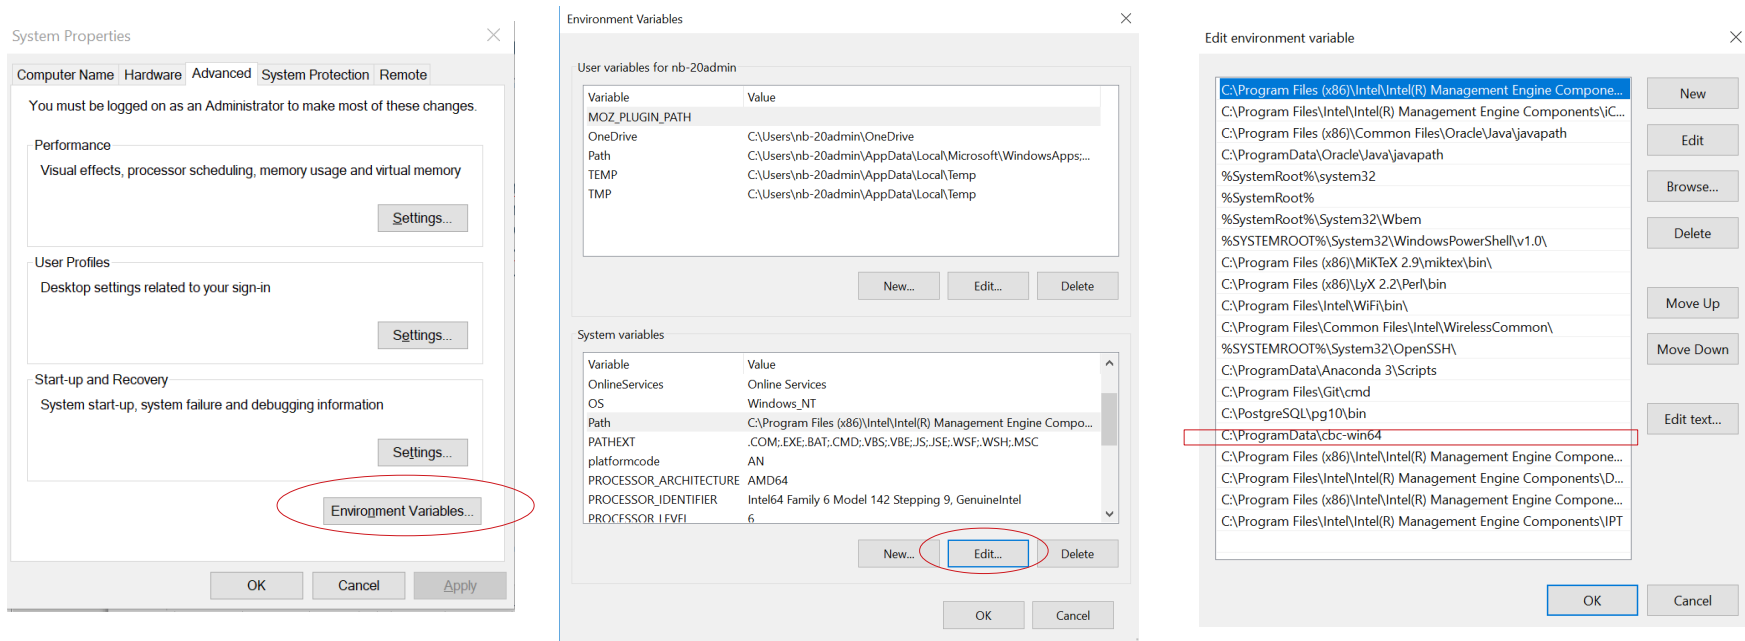 System Properties
Computer Name Hardware Advanced System Protection Remote
You must be logged on as an Administrator to make most of these changes.
Performance
Visual effects, processor scheduling, memory usage and virtual memory
Settings...
User Profiles
Desktop settings related to your sign-in
Settings...
Start-up and Recovery
System start-up, system failure and debugging information
Settings...
Environment Variables...
OK Cancel Apply
Environment Variables
User variables for nb-20admin
Variable Value
MOZ_PLUGIN_PATH
OneDrive C:\Users\nb-20admin\OneDrive
Path C:\Users\nb-20admin\AppData\Local\Microsoft\WindowsApps;...
TEMP C:\Users\nb-20admin\AppData\Local\Temp
TMP C:\Users\nb-20admin\AppData\Local\Temp
New... Edit... Delete
System variables
Variable Value
OnlineServices Online Services
OS Windows_NT
Path C:\Program Files (x86)\Intel\Intel(R) Management Engine Compo...
PATHEXT .COM;.EXE;.BAT;.CMD;.VBS;.VBE;.JS;.JSE;.WSF;.WSH;.MSC
platformcode AN
PROCESSOR_ARCHITECTURE AMD64
PROCESSOR_IDENTIFIER Intel64 Family 6 Model 142 Stepping 9, GenuineIntel
PROCESSOR_LEVEL 6
New... Edit... Delete
OK Cancel
Edit environment variable
C:\Program Files (x86)\Intel\Intel(R) Management Engine Compone...
C:\Program Files\Intel\Intel(R) Management Engine Components\iC...
C:\Program Files (x86)\Common Files\Oracle\Java\javapath
C:\ProgramData\Oracle\Java\javapath
%SystemRoot%\system32
%SystemRoot%
%SystemRoot%\System32\Wbem
%SYSTEMROOT%\System32\WindowsPowerShell\v1.0\
C:\Program Files (x86)\MiKTeX 2.9\miktex\bin\
C:\Program Files (x86)\LyX 2.2\Perl\bin
C:\Program Files\Intel\WiFi\bin\
C:\Program Files\Common Files\Intel\WirelessCommon\
%SYSTEMROOT%\System32\OpenSSH\
C:\ProgramData\Anaconda 3\Scripts
C:\Program Files\Git\cmd
C:\PostgreSQL\pg10\bin
C:\ProgramData\cbc-win64
C:\Program Files (x86)\Intel\Intel(R) Management Engine Compone...
C:\Program Files\Intel\Intel(R) Management Engine Components\D...
C:\Program Files (x86)\Intel\Intel(R) Management Engine Compone...
C:\Program Files\Intel\Intel(R) Management Engine Components\IPT
New
Edit
Browse...
Delete
Move Up
Move Down
Edit text...
OK Cancel